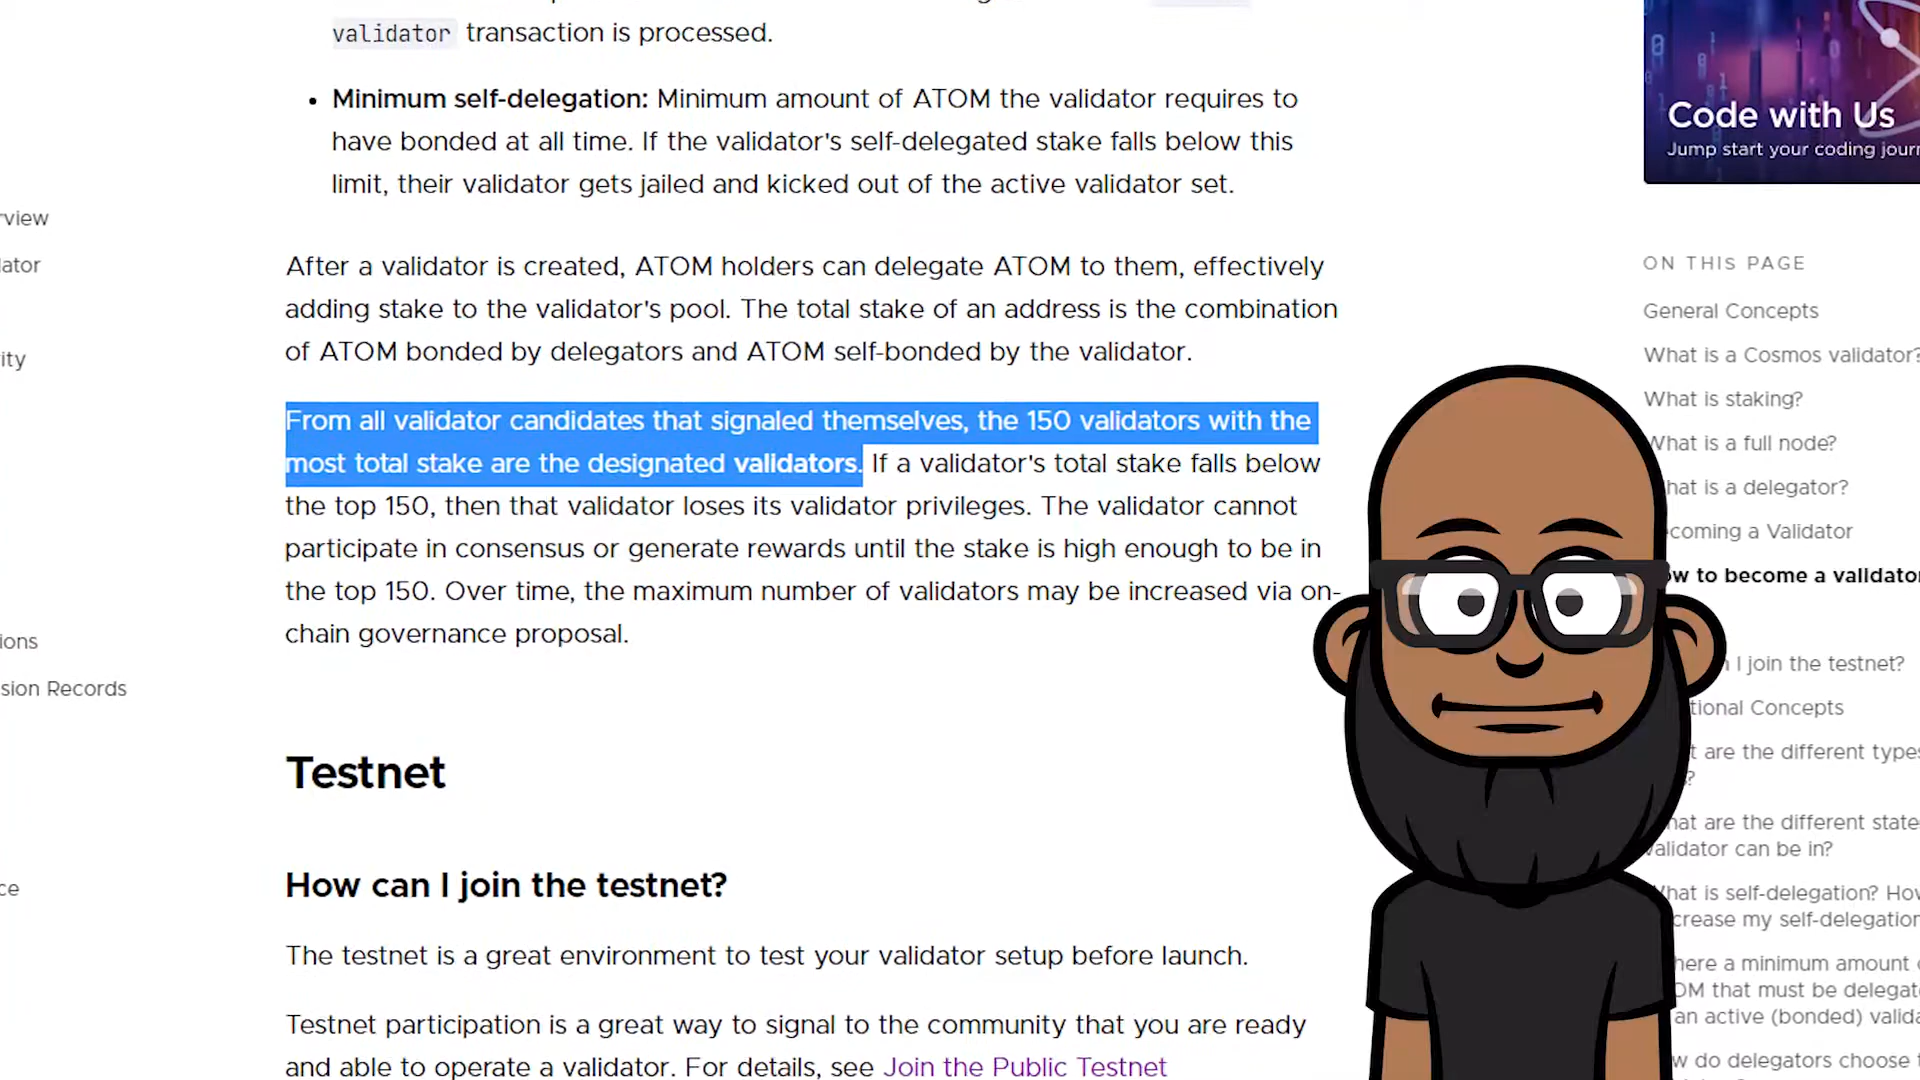 validator transaction is processed.
Minimum self-delegation: Minimum amount of ATOM the validator requires to
have bonded at all time. If the validator's self-delegated stake falls below this
limit, their validator gets jailed and kicked out of the active validator set.
After a validator is created, ATOM holders can delegate ATOM to them, effectively
adding stake to the validator's pool. The total stake of an address is the combination
of ATOM bonded by delegators and ATOM self-bonded by the validator.
From all validator candidates that signaled themselves, the 150 validators with the
most total stake are the designated validators. If a validator's total stake falls below
the top 150, then that validator loses its validator privileges. The validator cannot
participate in consensus or generate rewards until the stake is high enough to be in
the top 150. Over time, the maximum number of validators may be increased via on-
chain governance proposal.
Testnet
How can I join the testnet?
The testnet is a great environment to test your validator setup before launch.
Testnet participation is a great way to signal to the community that you are ready
and able to operate a validator. For details, see Join the Public Testnet
rview
lator
ity
ions
sion Records
ce
Code with Us
Jump start your coding journ
ON THIS PAGE
General Concepts
What is a Cosmos validator?
What is staking?
What is a full node?
hat is a delegator?
coming a Validator
ow to become a validator
I join the testnet?
tional Concepts
t are the different types
?
hat are the different state
validator can be in?
hat is self-delegation? How
crease my self-delegation
here a minimum amount o
OM that must be delegat
an active (bonded) valida
w do delegators choose t